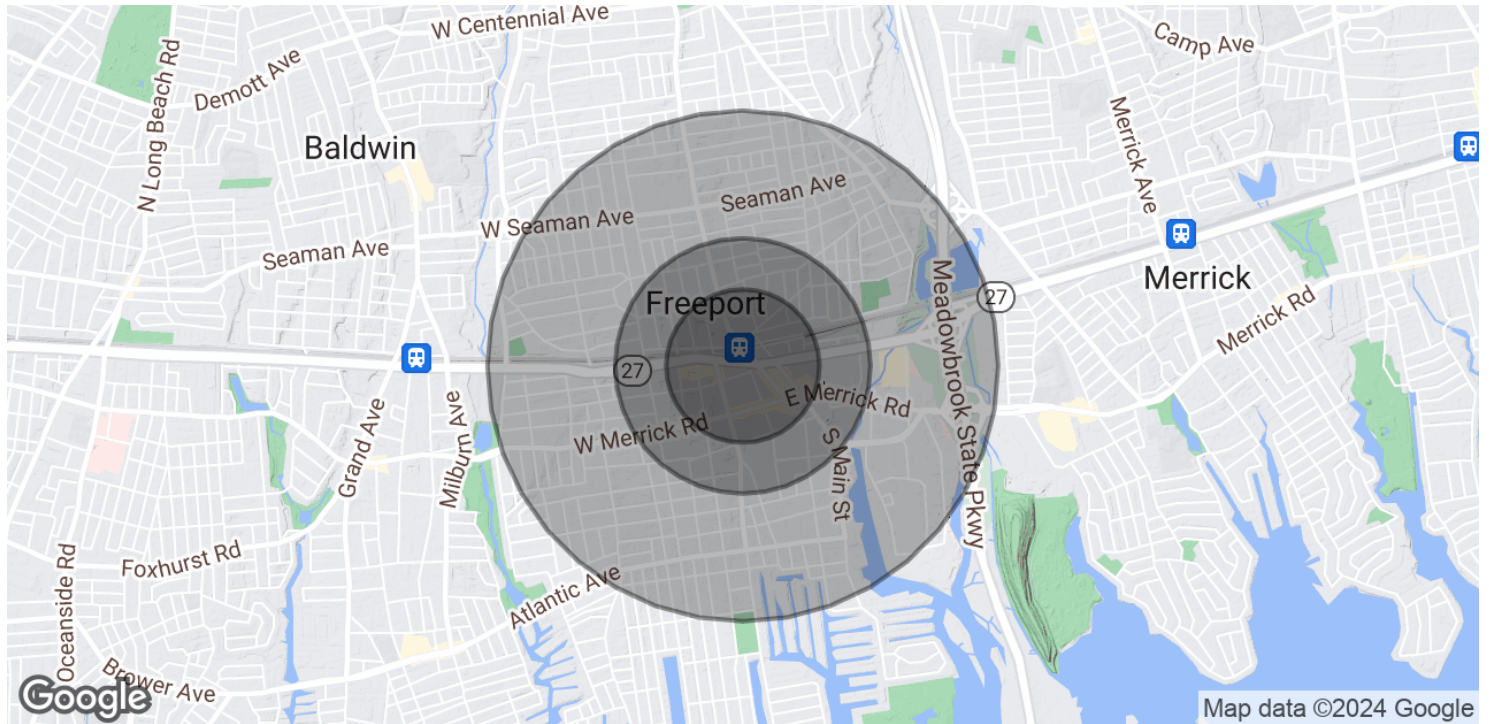 W Centennial Ave
Camp Ave
Demott Ave
N Long Beach Rd
Merrick Ave
Baldwin
Seaman Ave
W Seaman Ave
Seaman Ave
Merrick
27
Meadowbrook State Pkwy
Merrick Rd
Freeport
27
E Merrick Rd
W Merrick Rd
S Main St
Grand Ave
Milburn Ave
Foxhurst Rd
Atlantic Ave
Oceanside Rd
Brower Ave
Google
Map data ©2024 Google